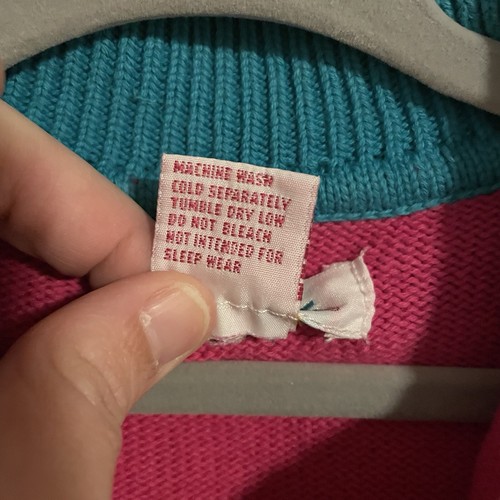 MACHINE WASH
COLD SEPARATELY
TUMBLE DRY LOW
DO NOT BLEACH
NOT INTENDED FOR
SLEEP WEAR